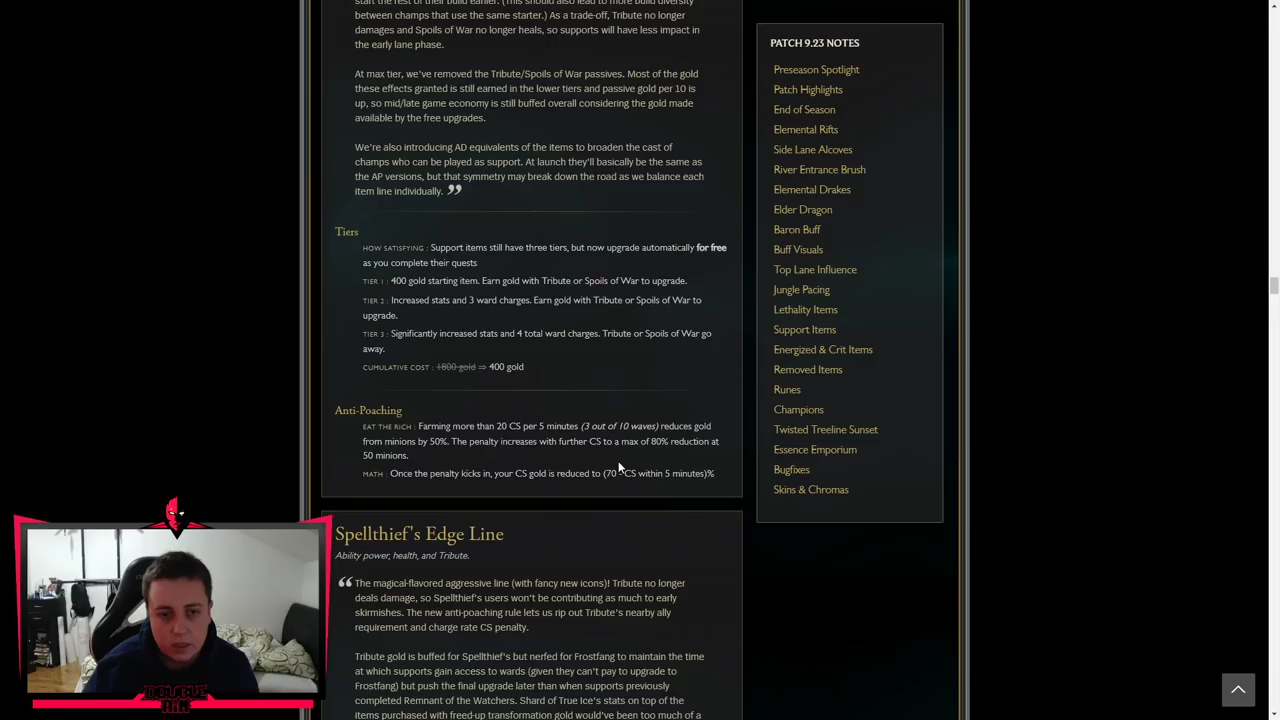 start the rest of their build earlier. (This should also lead to more build diversity
between champs that use the same starter.) As a trade-off, Tribute no longer
damages and Spoils of War no longer heals, so supports will have less impact in
the early lane phase.
At max tier, we've removed the Tribute/Spoils of War passives. Most of the gold
these effects granted is still earned in the lower tiers and passive gold per 10 is
up, so mid/late game economy is still buffed overall considering the gold made
available by the free upgrades.
We're also introducing AD equivalents of the items to broaden the cast of
champs who can be played as support. At launch they'll basically be the same as
the AP versions, but that symmetry may break down the road as we balance each
item line individually. ”
Tiers
HOW SATISFYING : Support items still have three tiers, but now upgrade automatically for free
as you complete their quests
TIER 1 : 400 gold starting item. Earn gold with Tribute or Spoils of War to upgrade.
TIER 2 : Increased stats and 3 ward charges. Earn gold with Tribute or Spoils of War to
upgrade.
TIER 3 : Significantly increased stats and 4 total ward charges. Tribute or Spoils of War go
away.
CUMULATIVE COST : 1800 gold ⇒ 400 gold
Anti-Poaching
EAT THE RICH : Farming more than 20 CS per 5 minutes (3 out of 10 waves) reduces gold
from minions by 50%. The penalty increases with further CS to a max of 80% reduction at
50 minions.
MATH : Once the penalty kicks in, your CS gold is reduced to (70 - CS within 5 minutes)%
Spellthief's Edge Line
Ability power, health, and Tribute.
“ The magical-flavored aggressive line (with fancy new icons)! Tribute no longer
deals damage, so Spellthief's users won't be contributing as much to early
skirmishes. The new anti-poaching rule lets us rip out Tribute's nearby ally
requirement and charge rate CS penalty.
Tribute gold is buffed for Spellthief's but nerfed for Frostfang to maintain the time
at which supports gain access to wards (given they can't pay to upgrade to
Frostfang) but push the final upgrade later than when supports previously
completed Remnant of the Watchers. Shard of True Ice's stats on top of the
items purchased with freed-up transformation gold would've been too much of a
PATCH 9.23 NOTES
Preseason Spotlight
Patch Highlights
End of Season
Elemental Rifts
Side Lane Alcoves
River Entrance Brush
Elemental Drakes
Elder Dragon
Baron Buff
Buff Visuals
Top Lane Influence
Jungle Pacing
Lethality Items
Support Items
Energized & Crit Items
Removed Items
Runes
Champions
Twisted Treeline Sunset
Essence Emporium
Bugfixes
Skins & Chromas